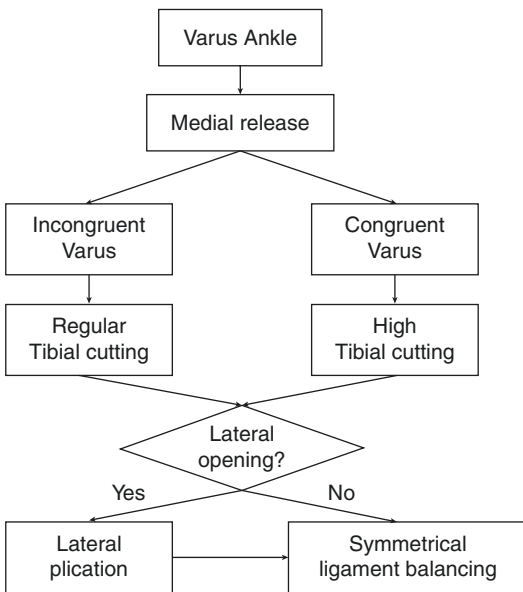 Varus Ankle
Medial release
Incongruent
Varus
Congruent
Varus
Regular
Tibial cutting
High
Tibial cutting
Lateral
opening?
Yes
No
Lateral
plication
Symmetrical
ligament balancing